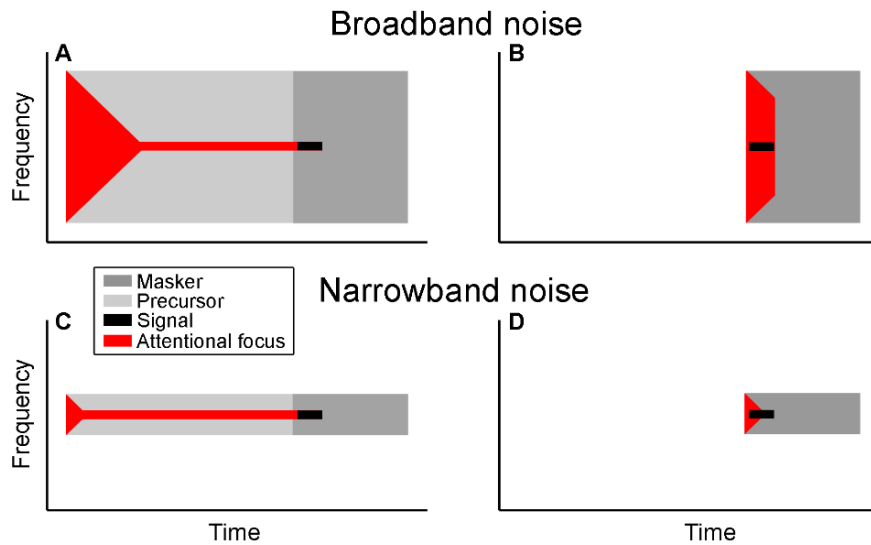 Broadband noise
A
B
Frequency
Masker
Precursor
Signal
Attentional focus
Narrowband noise
C
D
Frequency
Time
Time